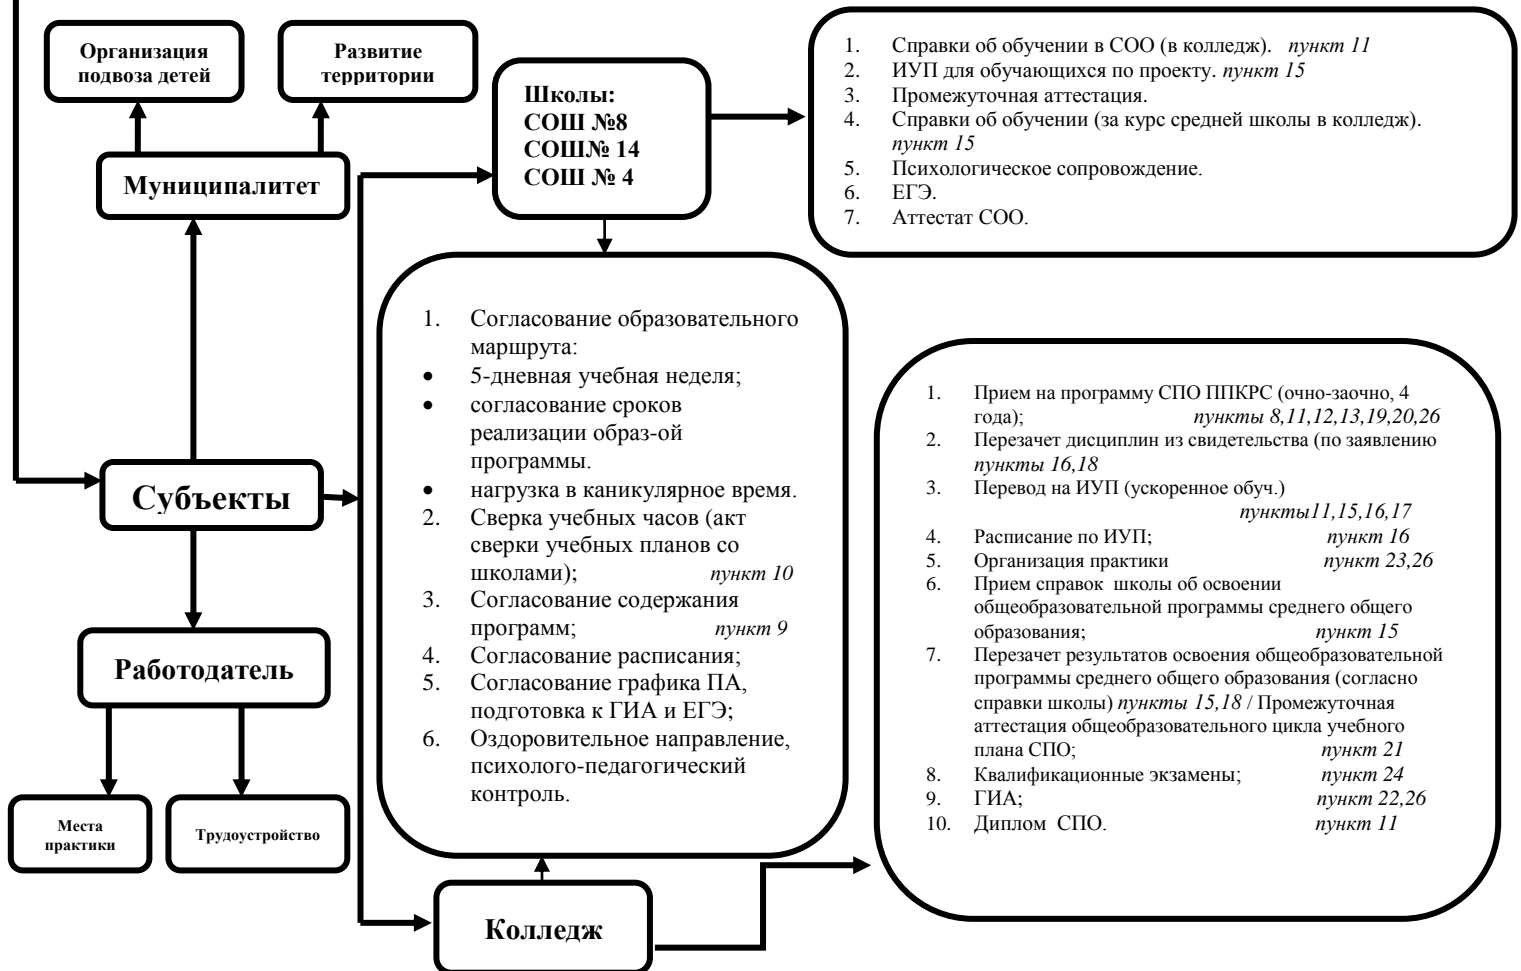 Организация
подвоза детей
Развитие
территории
Муниципалитет
Школы:
СОШ №8
СОШ№ 14
СОШ № 4
1. Справки об обучении в СОО (в колледж). пункт 11
2. ИУП для обучающихся по проекту. пункт 15
3. Промежуточная аттестация.
4. Справки об обучении (за курс средней школы в колледж).
пункт 15
5. Психологическое сопровождение.
6. ЕГЭ.
7. Аттестат СОО.
Субъекты
1. Согласование образовательного
маршрута:
• 5-дневная учебная неделя;
• согласование сроков
реализации образ-ой
программы.
• нагрузка в каникулярное время.
2. Сверка учебных часов (акт
сверки учебных планов со
школами); пункт 10
3. Согласование содержания
программ; пункт 9
4. Согласование расписания;
5. Согласование графика ПА,
подготовка к ГИА и ЕГЭ;
6. Оздоровительное направление,
психолого-педагогический
контроль.
1. Прием на программу СПО ППКРС (очно-заочно, 4
года); пункты 8,11,12,13,19,20,26
2. Перезачет дисциплин из свидетельства (по заявлению
пункты 16,18
3. Перевод на ИУП (ускоренное обуч.)
пункты11,15,16,17
4. Расписание по ИУП; пункт 16
5. Организация практики пункт 23,26
6. Прием справок школы об освоении
общеобразовательной программы среднего общего
образования; пункт 15
7. Перезачет результатов освоения общеобразовательной
программы среднего общего образования (согласно
справки школы) пункты 15,18 / Промежуточная
аттестация общеобразовательного цикла учебного
плана СПО; пункт 21
8. Квалификационные экзамены; пункт 24
9. ГИА; пункт 22,26
10. Диплом СПО. пункт 11
Работодатель
Места
практики
Трудоустройство
Колледж